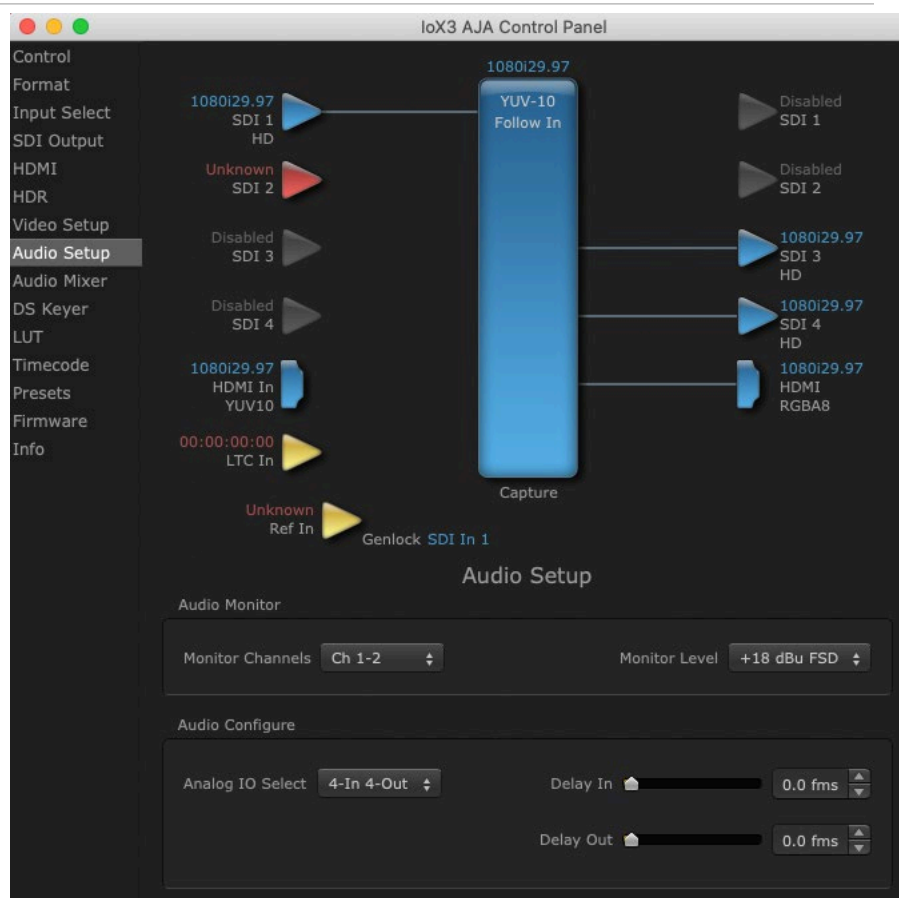 IoX3 AJA Control Panel
Control
Format
Input Select
SDI Output
HDMI
HDR
Video Setup
Audio Setup
Audio Mixer
DS Keyer
LUT
Timecode
Presets
Firmware
Info
1080i29.97
SDI 1
HD
Unknown
SDI 2
Disabled
SDI 3
Disabled
SDI 4
1080i29.97
HDMI In
YUV10
00:00:00:00
LTC In
Unknown
Ref In
Genlock SDI In 1
1080i29.97
YUV-10
Follow In
Capture
Disabled
SDI 1
Disabled
SDI 2
1080i29.97
SDI 3
HD
1080i29.97
SDI 4
HD
1080i29.97
HDMI
RGBA8
Audio Setup
Audio Monitor
Monitor Channels Ch 1-2 Monitor Level +18 dBu FSD
Audio Configure
Analog IO Select 4-In 4-Out Delay In 0.0 fms
Delay Out 0.0 fms